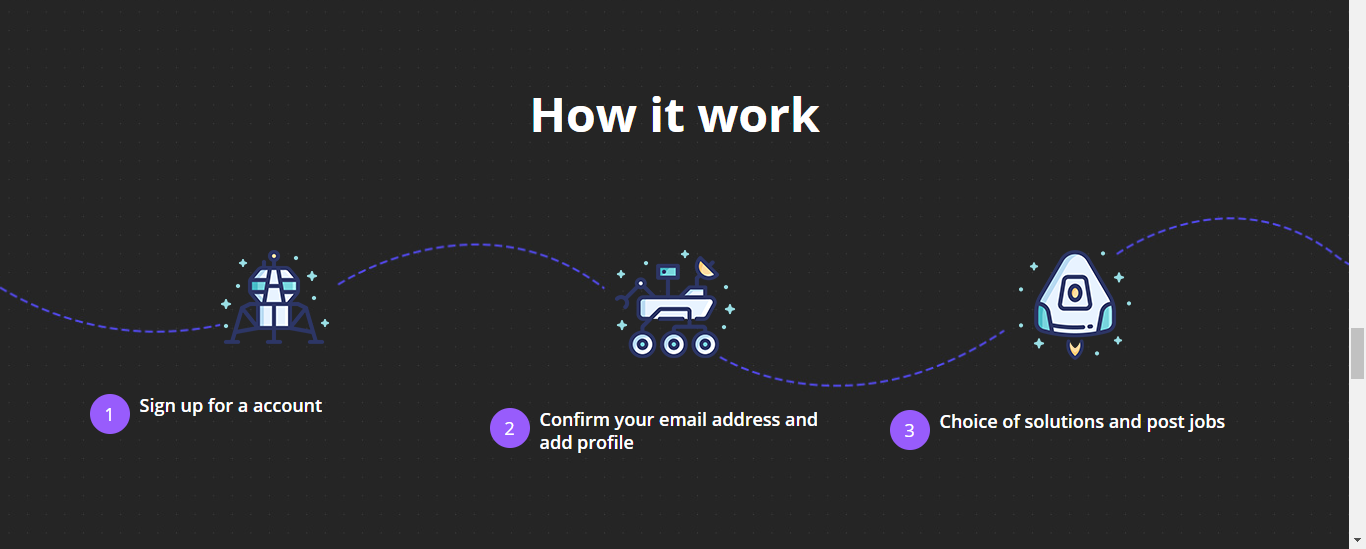 How it work
1
Sign up for a account
2
Confirm your email address and
add profile
3
Choice of solutions and post jobs